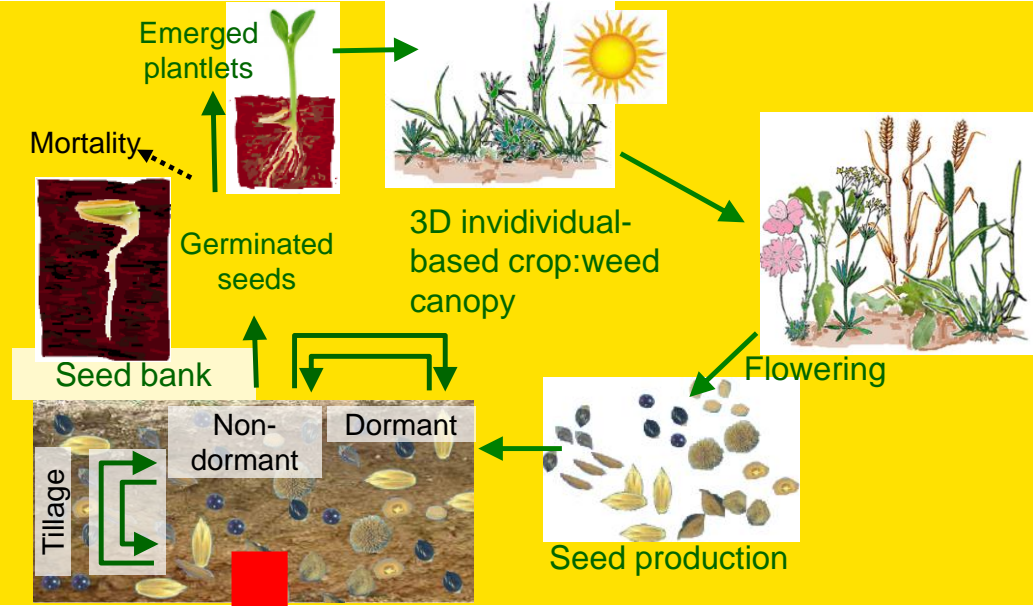 Emerged
plantlets
Mortality
Germinated
seeds
3D invidividual-
based crop:weed
canopy
Flowering
Seed bank
Non-
dormant
Dormant
Tillage
Seed production